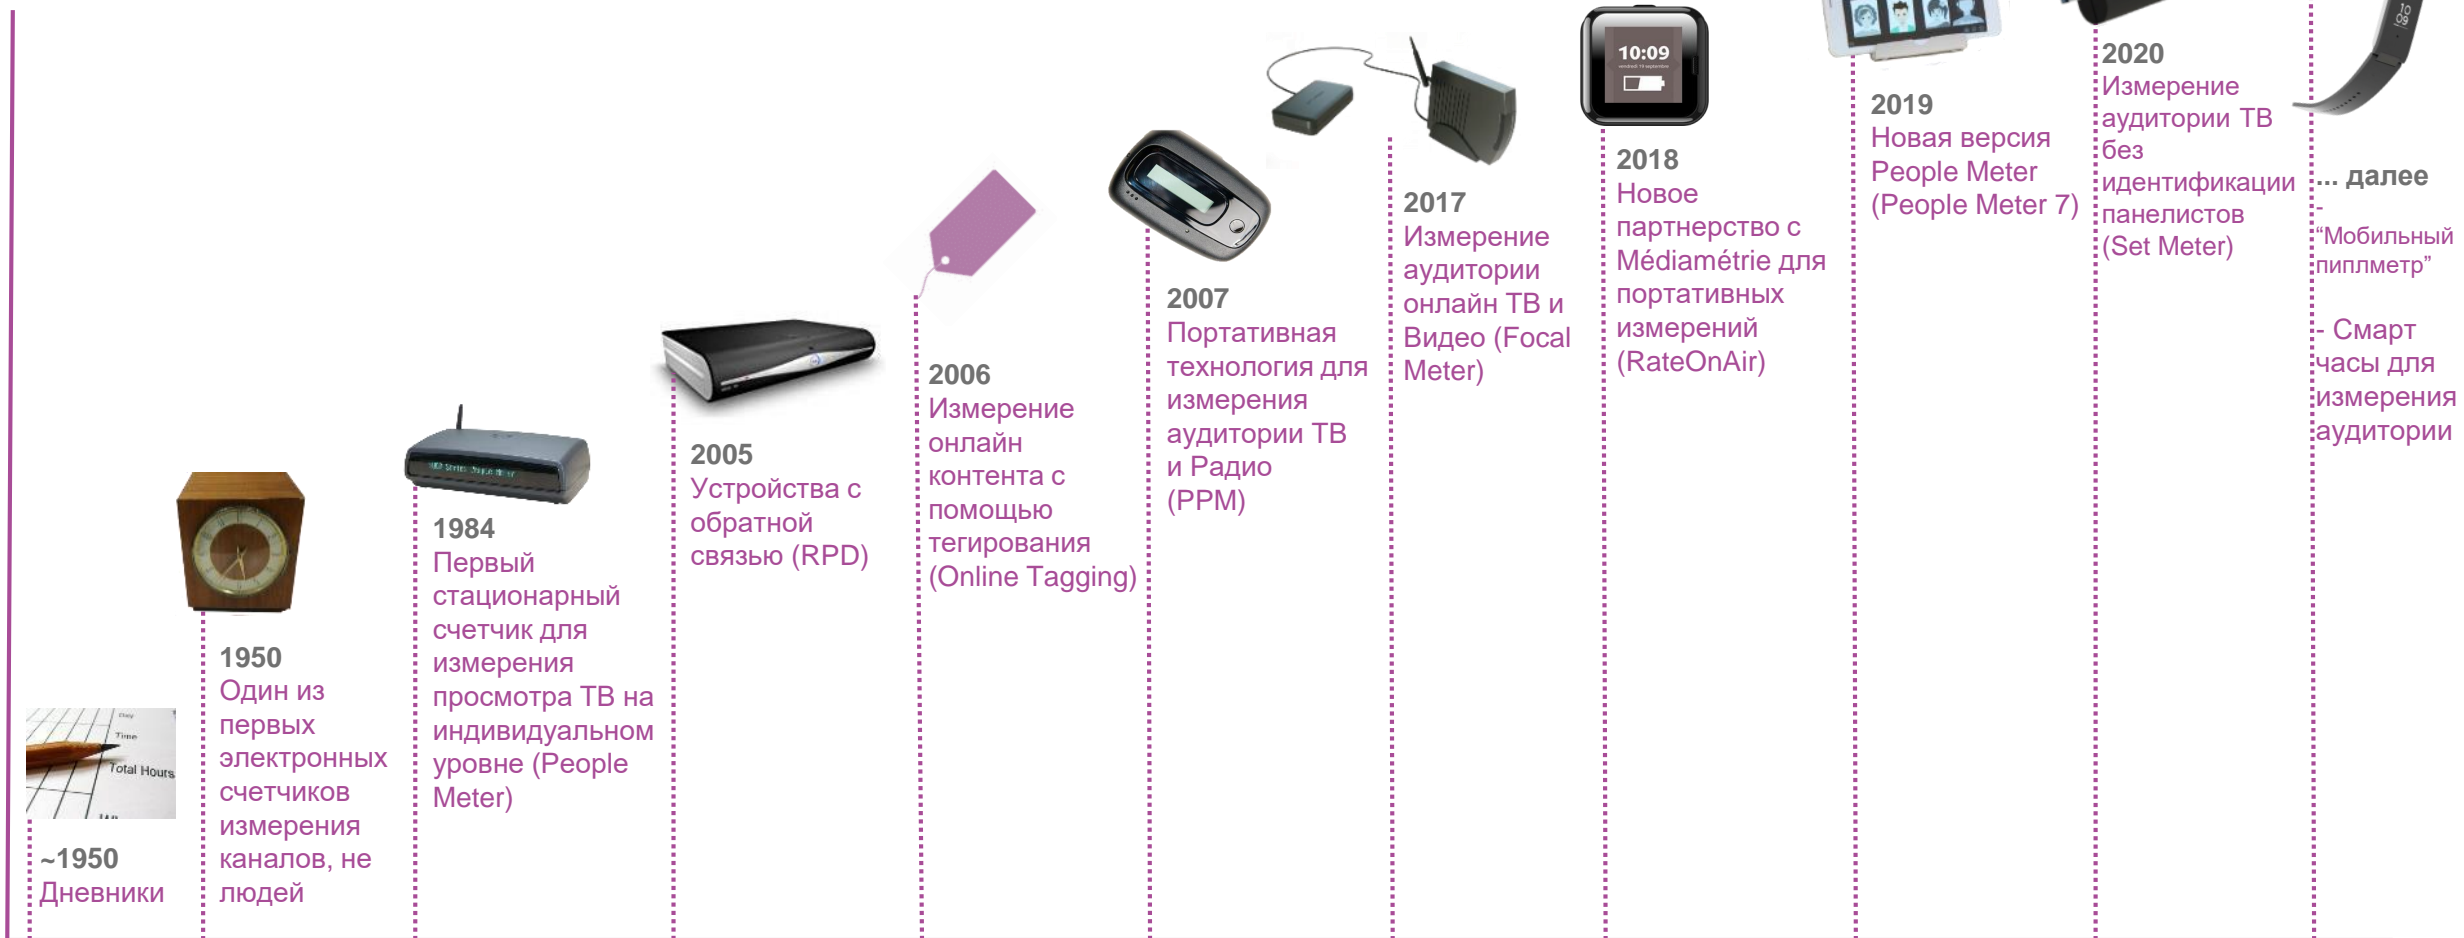 Day
Time
Total Hours
~1950
Дневники
1950
Один из
первых
электронных
счетчиков
измерения
каналов, не
людей
1984
Первый
стационарный
счетчик для
измерения
просмотра ТВ на
индивидуальном
уровне (People
Meter)
2005
Устройства с
обратной
связью (RPD)
2006
Измерение
онлайн
контента с
помощью
тегирования
(Online Tagging)
2007
Портативная
технология для
измерения
аудитории ТВ
и Радио
(PPM)
2017
Измерение
аудитории
онлайн ТВ и
Видео (Focal
Meter)
10:09
2018
Новое
партнерство с
Médiamétrie для
портативных
измерений
(RateOnAir)
2019
Новая версия
People Meter
(People Meter 7)
2020
Измерение
аудитории ТВ
без
идентификации
панелистов
(Set Meter)
10
09
... далее
-
“Мобильный
пиплметр”
- Смарт
часы для
измерения
аудитории